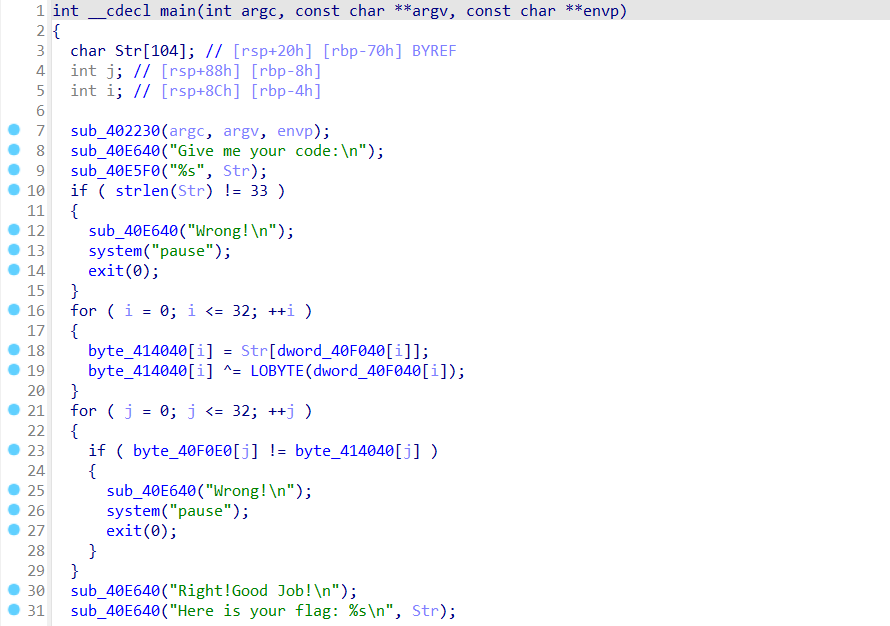 1 int __cdecl main(int argc, const char **argv, const char **envp)
2 {
3   char Str[104]; // [rsp+20h] [rbp-70h] BYREF
4   int j; // [rsp+88h] [rbp-8h]
5   int i; // [rsp+8Ch] [rbp-4h]
6
7   sub_402230(argc, argv, envp);
8   sub_40E640("Give me your code:\n");
9   sub_40E5F0("%s", Str);
10   if ( strlen(Str) != 33 )
11   {
12     sub_40E640("Wrong!\n");
13     system("pause");
14     exit(0);
15   }
16   for ( i = 0; i <= 32; ++i )
17   {
18     byte_414040[i] = Str[dword_40F040[i]];
19     byte_414040[i] ^= LOBYTE(dword_40F040[i]);
20   }
21   for ( j = 0; j <= 32; ++j )
22   {
23     if ( byte_40F0E0[j] != byte_414040[j] )
24     {
25       sub_40E640("Wrong!\n");
26       system("pause");
27       exit(0);
28     }
29   }
30   sub_40E640("Right!Good Job!\n");
31   sub_40E640("Here is your flag: %s\n", Str);